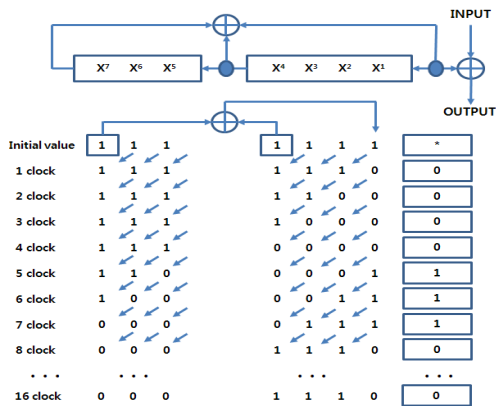 INPUT
X⁷ X⁶ X⁵ X⁴ X³ X² X¹
OUTPUT
Initial value 1 1 1 1 1 1 1 *
1 clock 1 1 1 1 1 1 0 0
2 clock 1 1 1 1 1 0 0 0
3 clock 1 1 1 1 0 0 0 0
4 clock 1 1 1 0 0 0 0 0
5 clock 1 1 0 0 0 0 1 1
6 clock 1 0 0 0 0 1 1 1
7 clock 0 0 0 0 1 1 1 1
8 clock 0 0 0 1 1 1 0 0
• • • • • • • • • • • •
16 clock 0 0 0 1 1 1 0 0